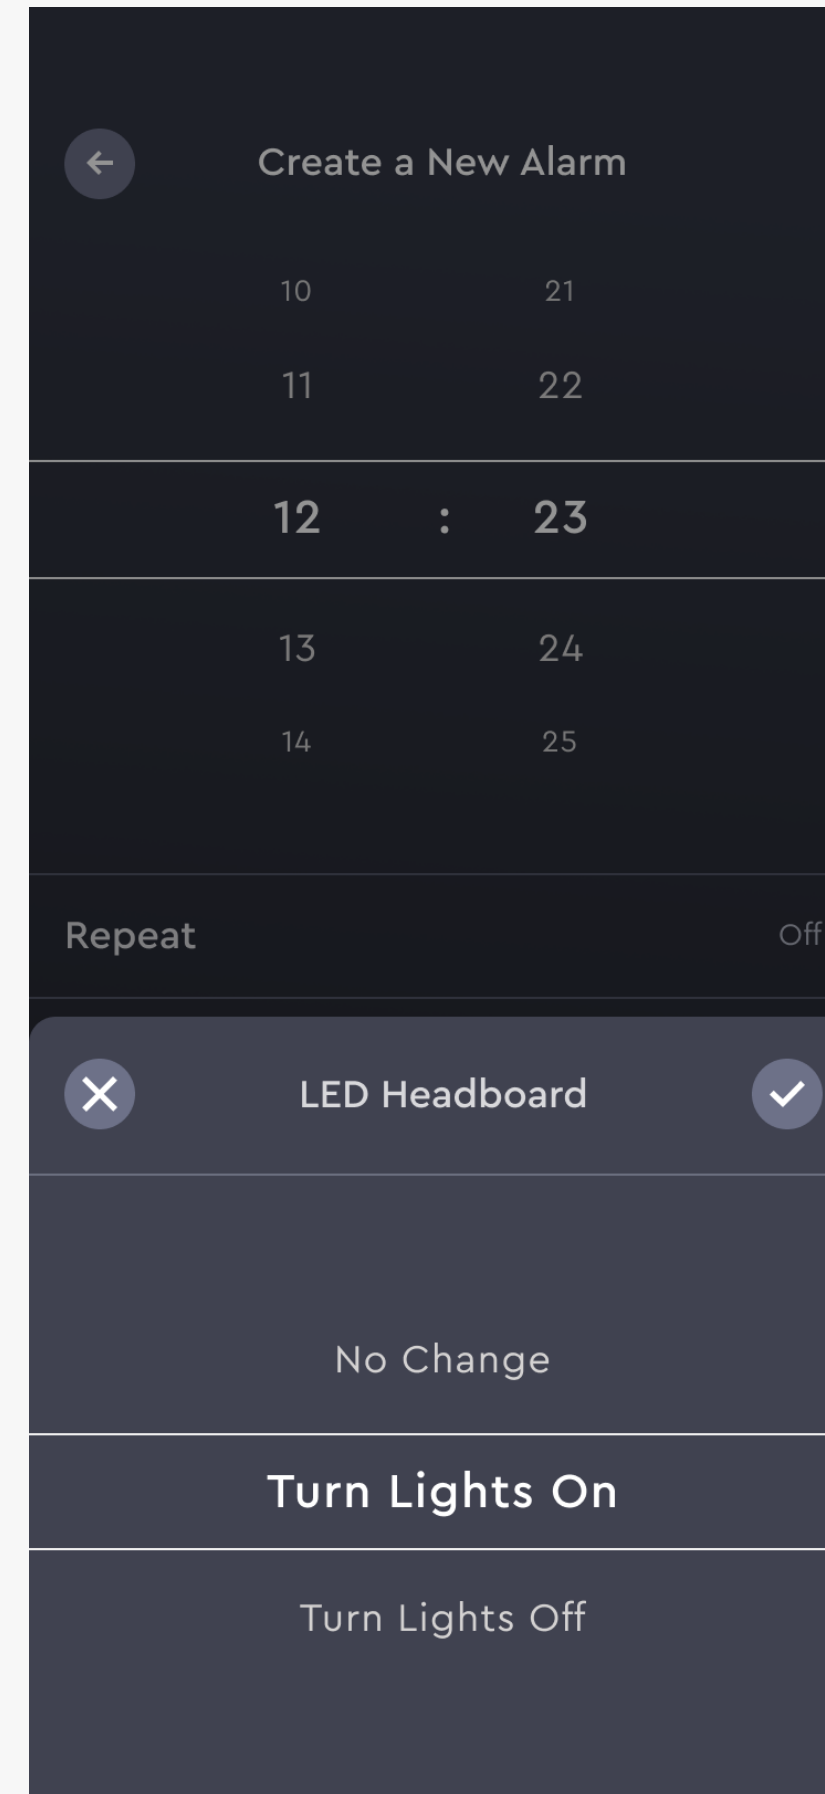 Create a New Alarm
10 21
11 22
12 : 23
13 24
14 25
Repeat Off
LED Headboard
No Change
Turn Lights On
Turn Lights Off